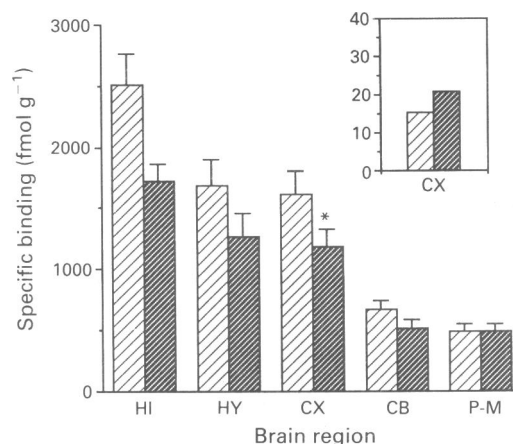 3000
2000
1000
0
Specific binding (fmol g⁻¹)
*
HI HY CX CB P-M
Brain region
40
30
20
10
0
CX